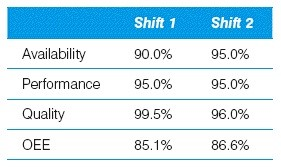 Shift 1 Shift 2
Availability 90.0% 95.0%
Performance 95.0% 95.0%
Quality 99.5% 96.0%
OEE 85.1% 86.6%